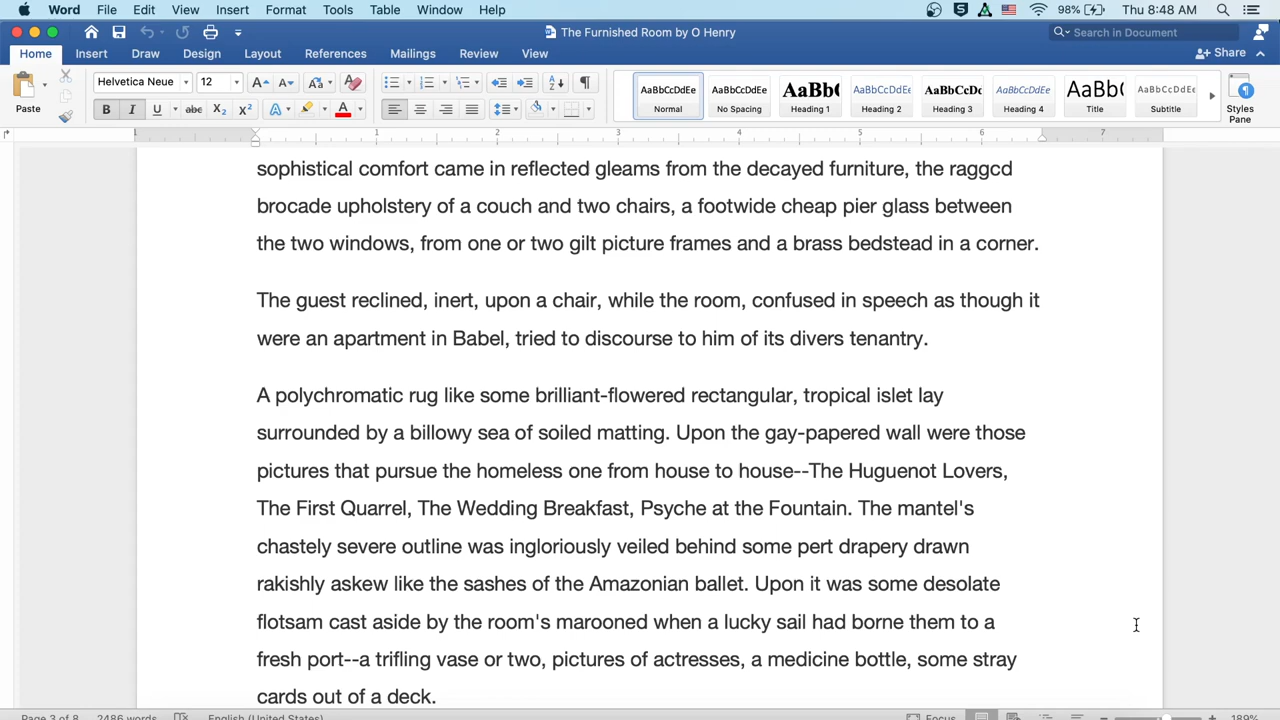 Word File Edit View Insert Format Tools Table Window Help 98% Thu 8:48 AM
The Furnished Room by O Henry Search in Document
Home Insert Draw Design Layout References Mailings Review View Share
Paste Helvetica Neue 12 AaBbCcDdEe Normal AaBbCcDdEe No Spacing AaBb( Heading 1 AaBbCcDdEe Heading 2 AaBbCcDc Heading 3 AaBbCcDdEe Heading 4 AaBb( Title AaBbCcDdEe Subtitle Styles Pane
1 1 2 3 4 5 6 7
sophistical comfort came in reflected gleams from the decayed furniture, the raggcd
brocade upholstery of a couch and two chairs, a footwide cheap pier glass between
the two windows, from one or two gilt picture frames and a brass bedstead in a corner.
The guest reclined, inert, upon a chair, while the room, confused in speech as though it
were an apartment in Babel, tried to discourse to him of its divers tenantry.
A polychromatic rug like some brilliant-flowered rectangular, tropical islet lay
surrounded by a billowy sea of soiled matting. Upon the gay-papered wall were those
pictures that pursue the homeless one from house to house--The Huguenot Lovers,
The First Quarrel, The Wedding Breakfast, Psyche at the Fountain. The mantel's
chastely severe outline was ingloriously veiled behind some pert drapery drawn
rakishly askew like the sashes of the Amazonian ballet. Upon it was some desolate
flotsam cast aside by the room's marooned when a lucky sail had borne them to a
fresh port--a trifling vase or two, pictures of actresses, a medicine bottle, some stray
cards out of a deck.
Page 3 of 8 2486 words English (United States) Focus 189%